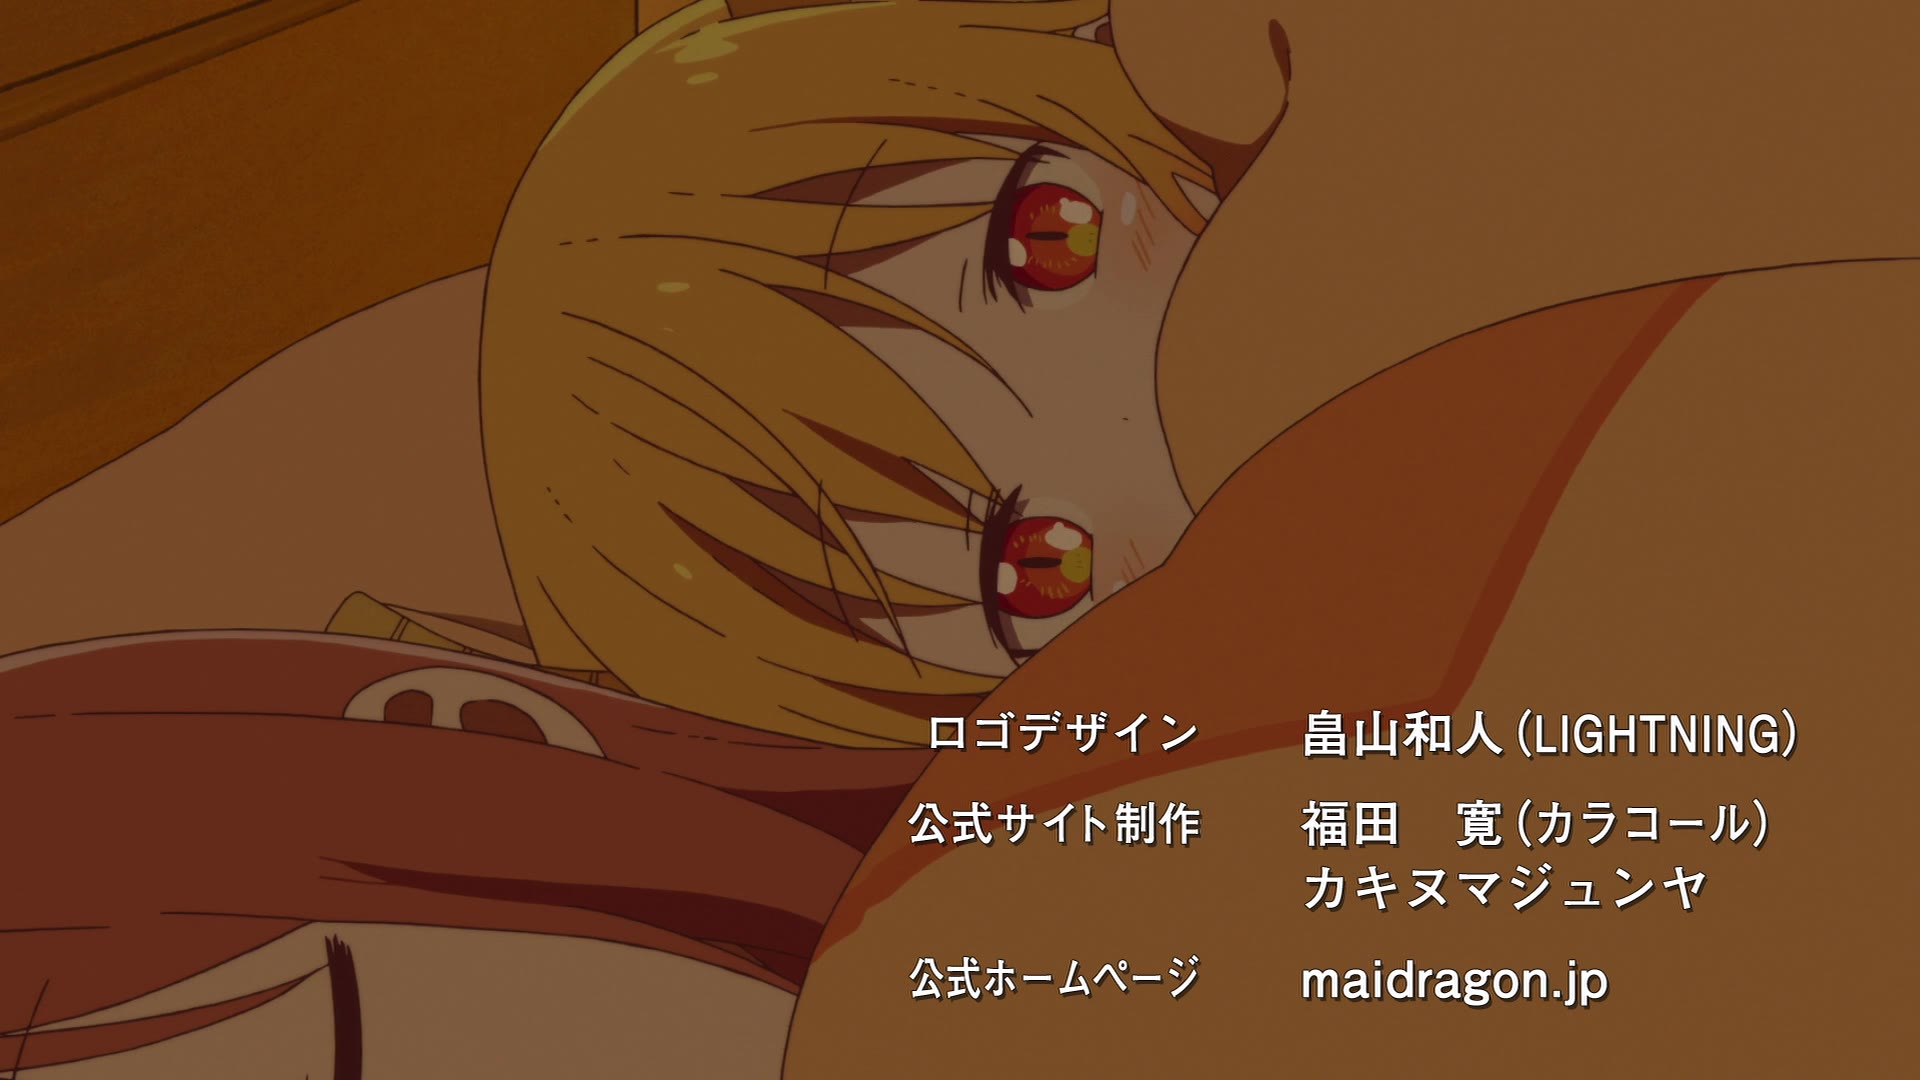 ロゴデザイン　畠山和人(LIGHTNING)
公式サイト制作　福田　寛(カラコール)
カキヌマジュンヤ
公式ホームページ　maidragon.jp